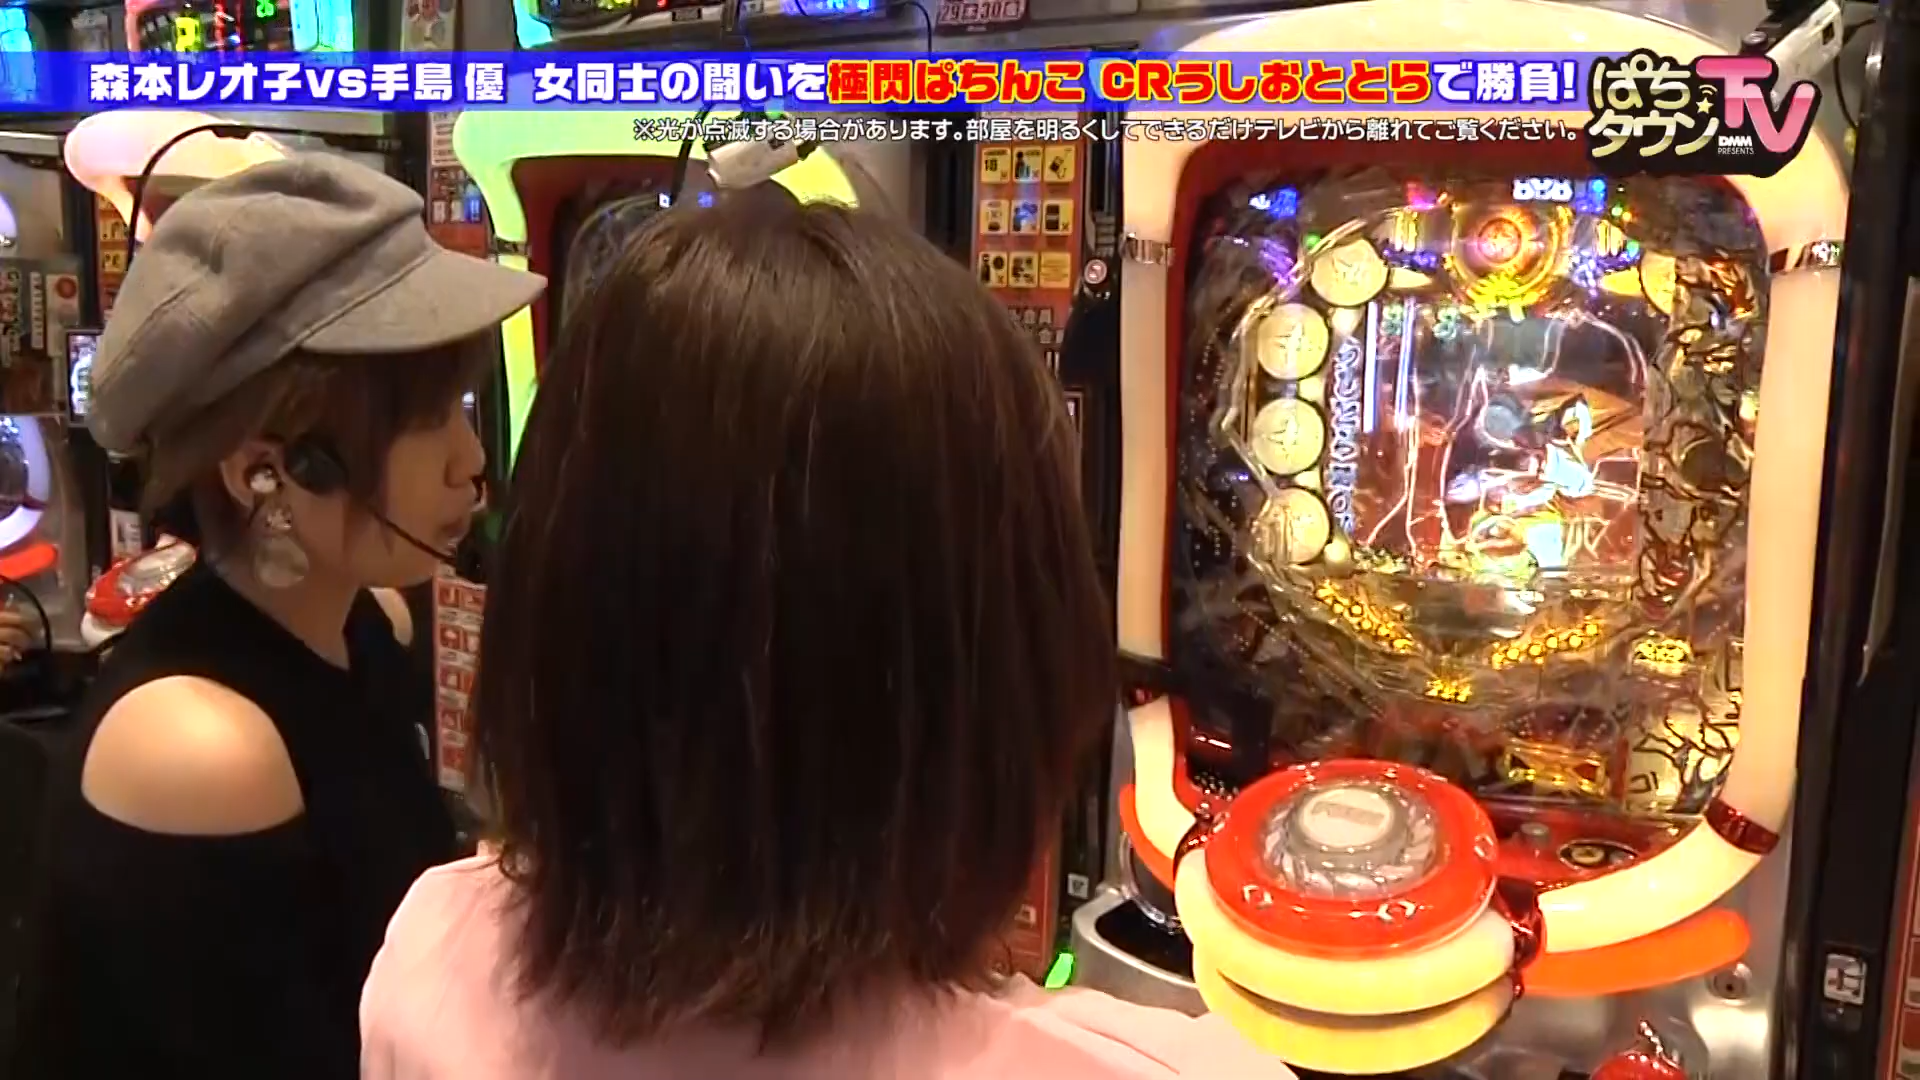 森本レオ子vs手島 優 女同士の闘いを極閃ぱちんこ CRうしおととらで勝負!
※光が点滅する場合があります。部屋を明るくしてできるだけテレビから離れてご覧ください。
ぱち
タウン
TV
DMM
PRESENTS